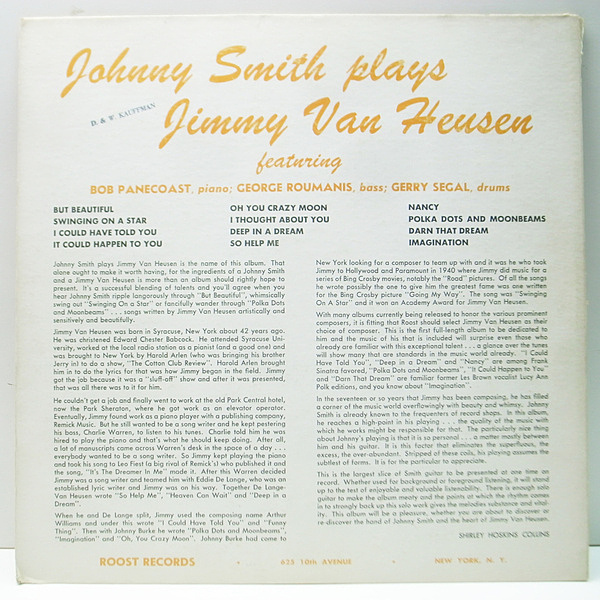 Johnny Smith plays
D. & W. KAUFFMAN
Jimmy Van Heusen
featuring
BOB PANECOAST, piano; GEORGE ROUMANIS, bass; GERRY SEGAL, drums
BUT BEAUTIFUL
SWINGING ON A STAR
I COULD HAVE TOLD YOU
IT COULD HAPPEN TO YOU
OH YOU CRAZY MOON
I THOUGHT ABOUT YOU
DEEP IN A DREAM
SO HELP ME
NANCY
POLKA DOTS AND MOONBEAMS
DARN THAT DREAM
IMAGINATION
Johnny Smith plays Jimmy Van Heusen is the name of this album. That
alone ought to make it worth having, for the ingredients of a Johnny Smith
and a Jimmy Van Heusen is more than an album should rightly hope to
present. It's a successful blending of talents and you'll agree when you
hear Johnny Smith ripple langorously through "But Beautiful", whimsically
swing out "Swinging On a Star" or fancifully wander through "Polka Dots
and Moonbeams" . . . songs written by Jimmy Van Heusen artistically and
sensitively and beautifully.
Jimmy Van Heusen was born in Syracuse, New York about 42 years ago.
He was christened Edward Chester Babcock. He attended Syracuse Uni-
versity, worked at the local radio station as a pianist (and a good one) and
was brought to New York by Harold Arlen (who was bringing his brother
Jerry in) to do a show, "The Cotton Club Review". Harold Arlen brought
him in to do the lyrics for that was how Jimmy began in the field. Jimmy
got the job because it was a "sluff-off" show and after it was presented,
that was all there was to it for him.
He couldn't get a job and finally went to work at the old Park Central hotel,
now the Park Sheraton, where he got work as an elevator operator.
Eventually, Jimmy found work as a piano player with a publishing company,
Remick Music. But he still wanted to be a song writer and he kept pestering
his boss, Charlie Warren, to listen to his tunes. Charlie told him he was
hired to play the piano and that's what he should keep doing. After all,
a lot of manuscripts came across Warren's desk in the space of a day . . .
everybody wanted to be a song writer. So Jimmy kept playing the piano
and took his song to Leo Fiest (a big rival of Remick's) who published it and
the song, "It's The Dreamer In Me" made it. After this Warren decided
Jimmy was a song writer and teamed him with Eddie De Lange, who was an
established lyric writer and Jimmy was on his way. Together De Lange-
Van Heusen wrote "So Help Me", "Heaven Can Wait" and "Deep in a
Dream".
When he and De Lange split, Jimmy used the composing name Arthur
Williams and under this wrote "I Could Have Told You" and "Funny
Thing". Then with Johnny Burke he wrote "Polka Dots and Moonbeams",
"Imagination" and "Oh, You Crazy Moon". Johnny Burke had come to
New York looking for a composer to team up with and it was he who took
Jimmy to Hollywood and Paramount in 1940 where Jimmy did music for a
series of Bing Crosby movies, notably the "Road" pictures. Of all the songs
he wrote possibly the one to give him the greatest fame was one written
for the Bing Crosby picture "Going My Way". The song was "Swinging
On A Star" and it won an Academy Award for Jimmy Van Heusen.
With many albums currently being released to honor the various prominent
composers, it is fitting that Roost should select Jimmy Van Heusen as their
choice of composer. This is the first full-length album to be dedicated to
him and the music of his that is included will surprise even those who
already are familiar with this exceptional man . . . a glance over the tunes
will show many that are standards in the music world already. "I Could
Have Told You", "Deep in a Dream" and "Nancy" are among Frank
Sinatra favored, "Polka Dots and Moonbeams", "It Could Happen to You"
and "Darn That Dream" are familiar former Les Brown vocalist Lucy Ann
Polk editions, and you know about "Imagination".
In the seventeen or so years that Jimmy has been composing, he has filled
a corner of the music world overflowingly with beauty and whimsy. Johnny
Smith is already known to the frequenters of record shops. In this album,
he reaches a high-point in his playing . . . the quality of the music with
which he works might be responsible for that. The particularly nice thing
about Johnny's playing is that it is so personal . . . a matter mostly between
him and his guitar. It is this factor that eliminates the superfluous, the
excess, the over-abundant. Stripped of these coils, his playing assumes the
subtlest of forms. It is for the particular to appreciate.
This is the largest slice of Smith guitar to be presented at one time on
record. Whether used for background or foreground listening, it will stand
up to the test of enjoyable and valuable listenability. There is enough solo
guitar to make the album meaty and the points at which the rhythm comes
in to strongly back up this solo work gives the melodies substance and vital-
ity. This album will be a pleasure, whether you are about to discover or
re-discover the hand of Johnny Smith and the heart of Jimmy Van Heusen.
SHIRLEY HOSKINS COLLINS
ROOST RECORDS • 625 10th AVENUE • NEW YORK, N. Y.